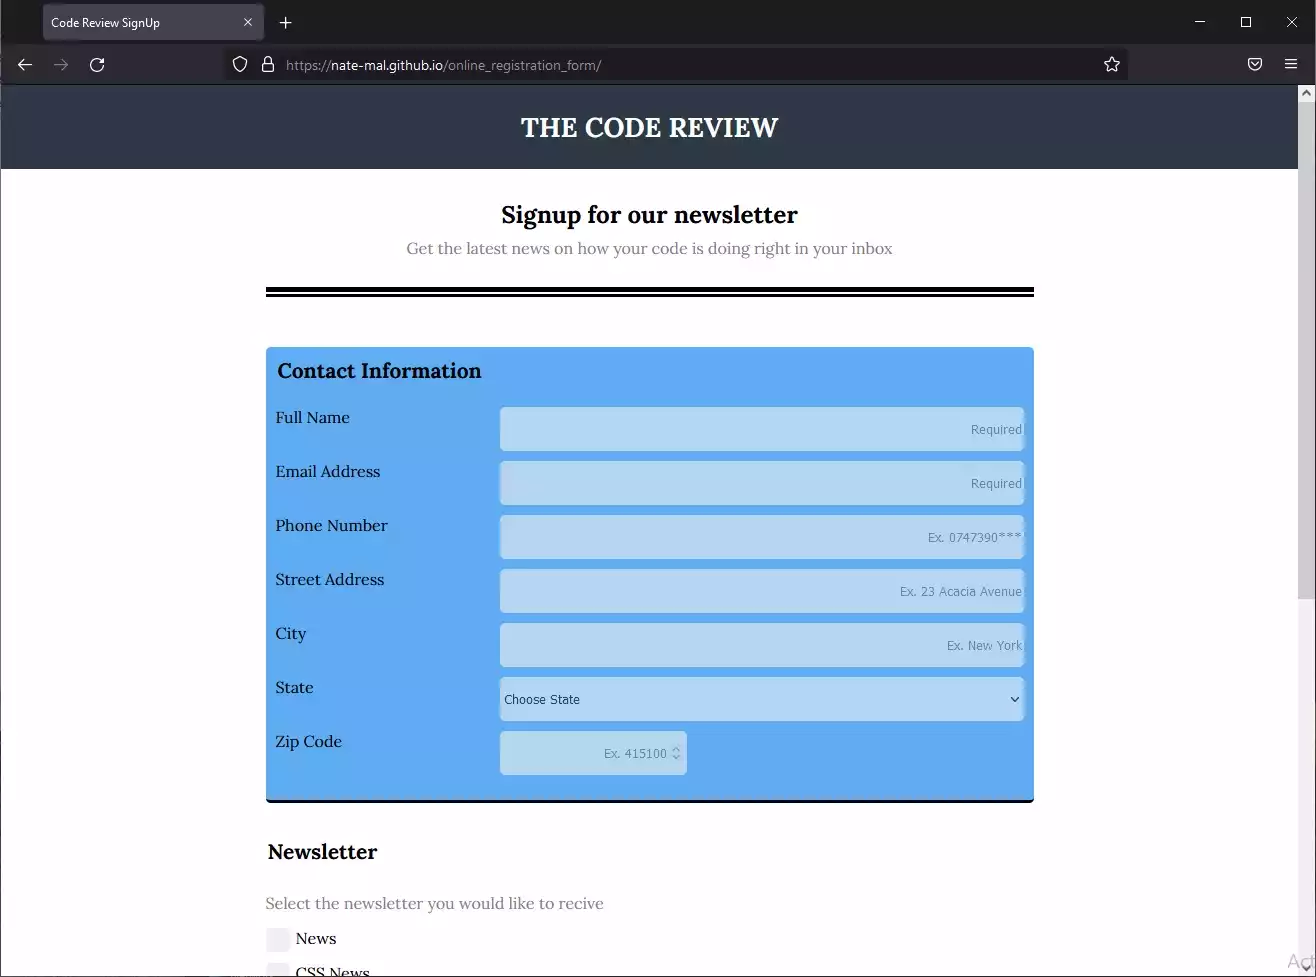 Code Review SignUp
https://nate-mal.github.io/online_registration_form/
THE CODE REVIEW
Signup for our newsletter
Get the latest news on how your code is doing right in your inbox
Contact Information
Full Name
Required
Email Address
Required
Phone Number
Ex. 0747390***
Street Address
Ex. 23 Acacia Avenue
City
Ex. New York
State
Choose State
Zip Code
Ex. 415100
Newsletter
Select the newsletter you would like to recive
News
CSS News